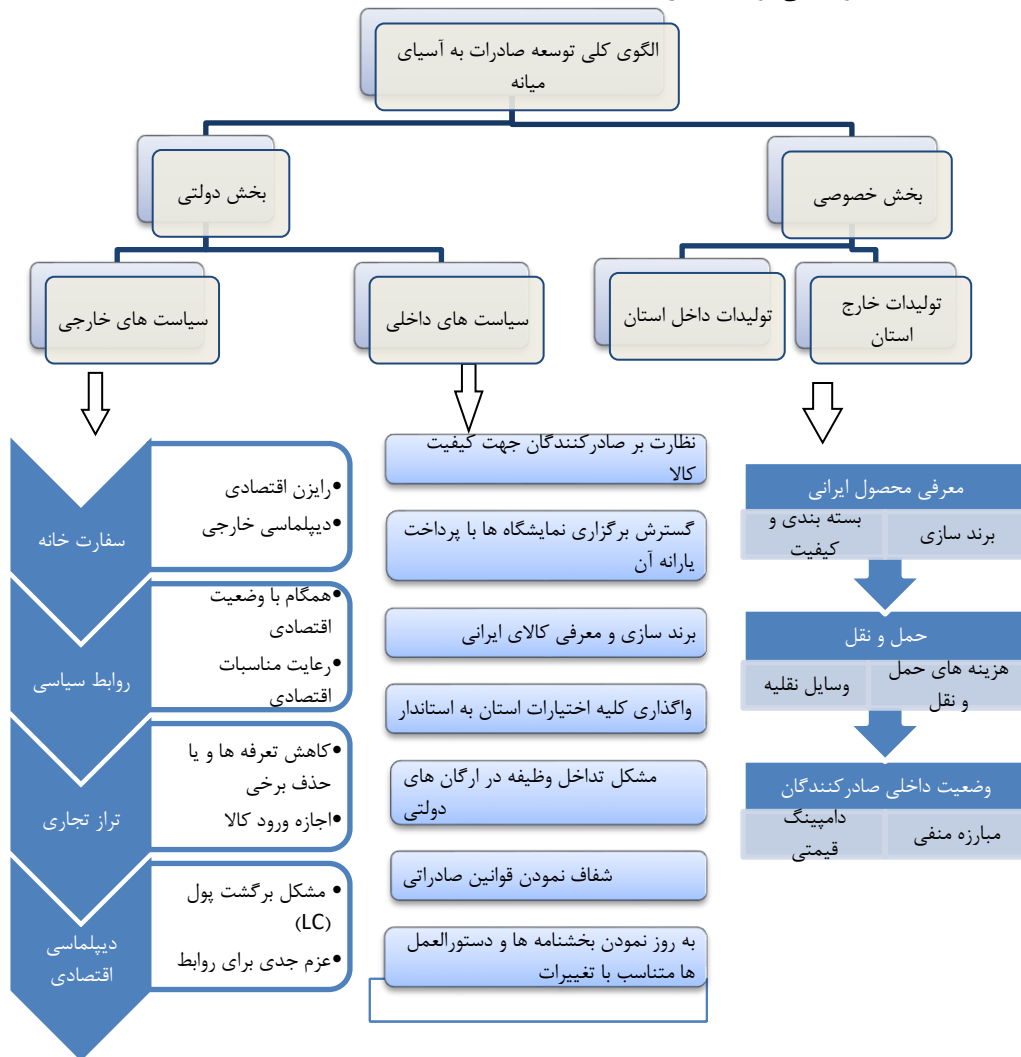 الگوی کلی توسعه صادرات به آسیای
میانه
بخش خصوصی
بخش دولتی
تولیدات خارج
استان
تولیدات داخل استان
سیاست های داخلی
سیاست های خارجی
معرفی محصول ایرانی
برند سازی
بسته بندی و
کیفیت
حمل و نقل
هزینه های حمل
و نقل
وسایل نقلیه
وضعیت داخلی صادرکنندگان
مبارزه منفی
دامپینگ
قیمتی
نظارت بر صادرکنندگان جهت کیفیت
کالا
گسترش برگزاری نمایشگاه ها با پرداخت
یارانه آن
برند سازی و معرفی کالای ایرانی
واگذاری کلیه اختیارات استان به استاندار
مشکل تداخل وظیفه در ارگان های
دولتی
شفاف نمودن قوانین صادراتی
به روز نمودن بخشنامه ها و دستورالعمل
ها متناسب با تغییرات
سفارت خانه
•رایزن اقتصادی
•دیپلماسی خارجی
روابط سیاسی
•همگام با وضعیت
اقتصادی
•رعایت مناسبات
اقتصادی
تراز تجاری
•کاهش تعرفه ها و یا
حذف برخی
•اجازه ورود کالا
دیپلماسی
اقتصادی
• مشکل برگشت پول
(LC)
•عزم جدی برای روابط